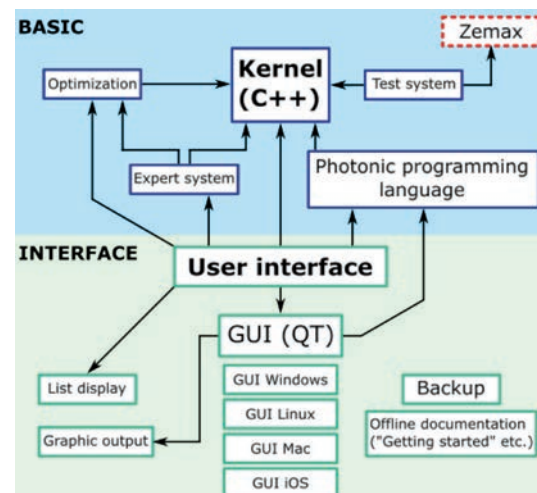 BASIC
Zemax
Kernel
(C++)
Optimization
Test system
Expert system
Photonic programming
language
INTERFACE
User interface
GUI (QT)
List display
GUI Windows
Backup
GUI Linux
Offline documentation
("Getting started" etc.)
Graphic output
GUI Mac
GUI iOS